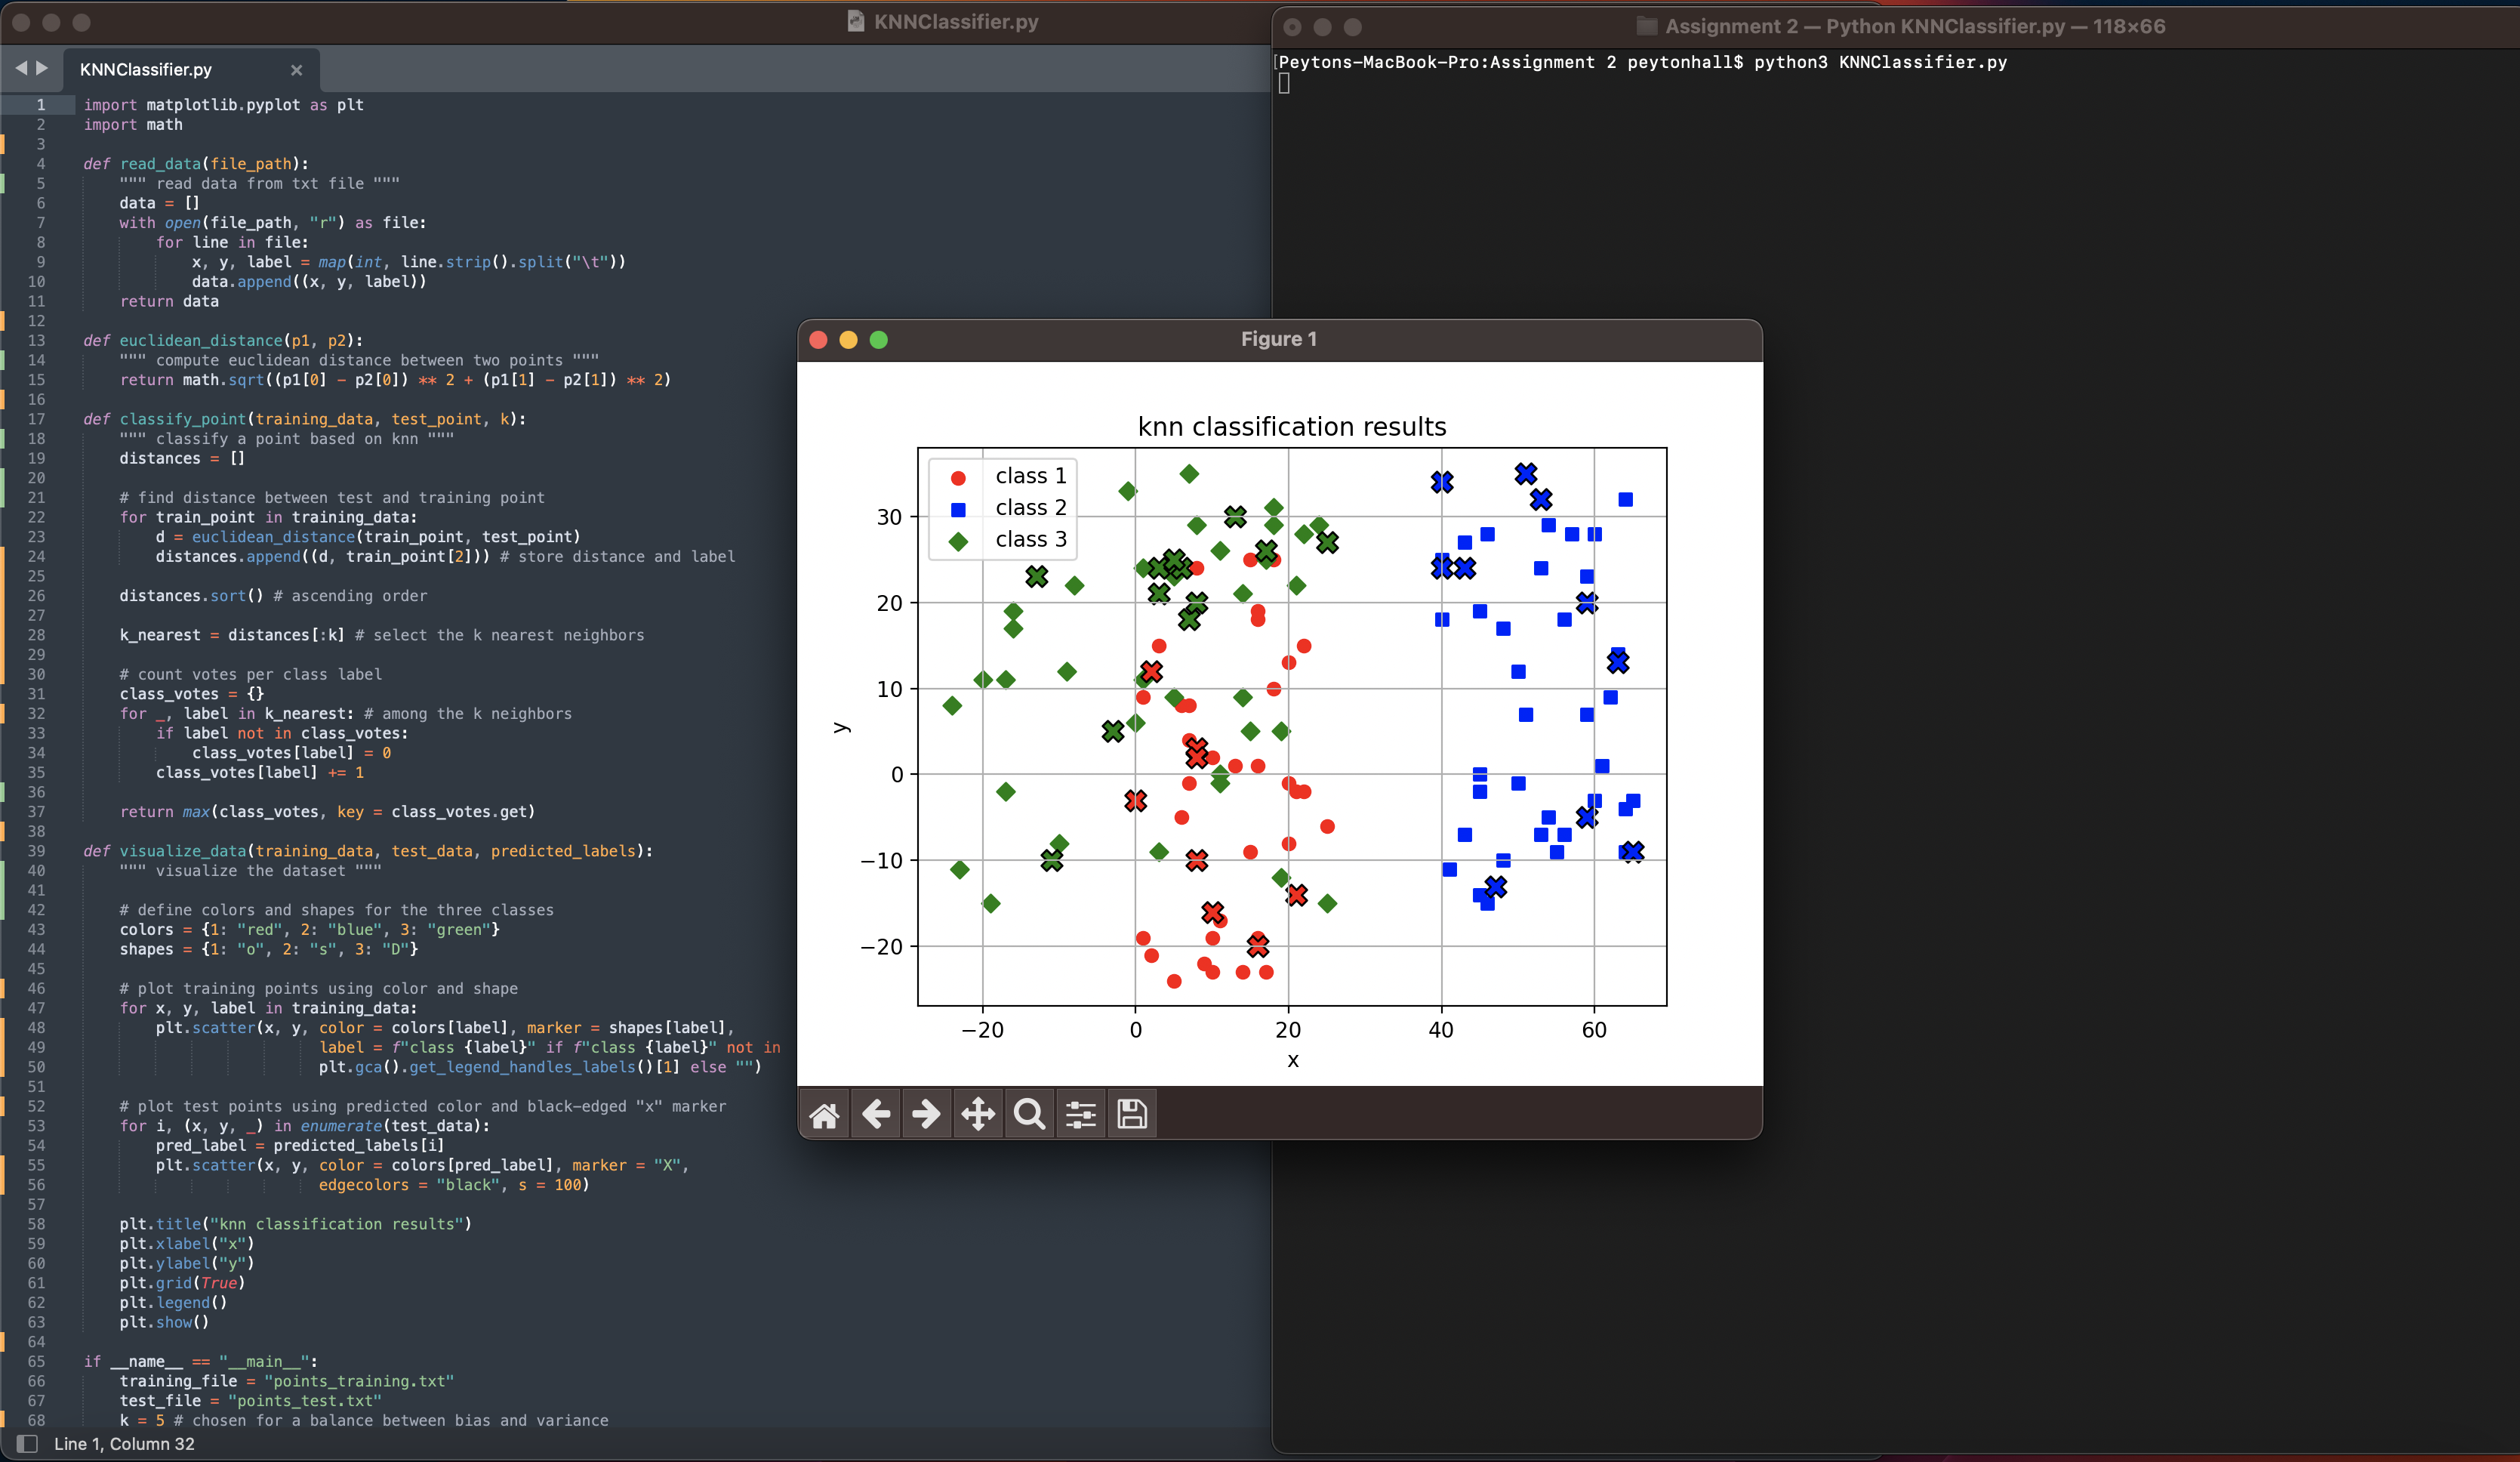 KNNClassifier.py
KNNClassifier.py ×
1 import matplotlib.pyplot as plt
2 import math
3
4 def read_data(file_path):
5 """ read data from txt file """
6 data = []
7 with open(file_path, "r") as file:
8 for line in file:
9 x, y, label = map(int, line.strip().split("\t"))
10 data.append((x, y, label))
11 return data
12
13 def euclidean_distance(p1, p2):
14 """ compute euclidean distance between two points """
15 return math.sqrt((p1[0] - p2[0]) ** 2 + (p1[1] - p2[1]) ** 2)
16
17 def classify_point(training_data, test_point, k):
18 """ classify a point based on knn """
19 distances = []
20
21 # find distance between test and training point
22 for train_point in training_data:
23 d = euclidean_distance(train_point, test_point)
24 distances.append((d, train_point[2])) # store distance and label
25
26 distances.sort() # ascending order
27
28 k_nearest = distances[:k] # select the k nearest neighbors
29
30 # count votes per class label
31 class_votes = {}
32 for _, label in k_nearest: # among the k neighbors
33 if label not in class_votes:
34 class_votes[label] = 0
35 class_votes[label] += 1
36
37 return max(class_votes, key = class_votes.get)
38
39 def visualize_data(training_data, test_data, predicted_labels):
40 """ visualize the dataset """
41
42 # define colors and shapes for the three classes
43 colors = {1: "red", 2: "blue", 3: "green"}
44 shapes = {1: "o", 2: "s", 3: "D"}
45
46 # plot training points using color and shape
47 for x, y, label in training_data:
48 plt.scatter(x, y, color = colors[label], marker = shapes[label],
49 label = f"class {label}" if f"class {label}" not in
50 plt.gca().get_legend_handles_labels()[1] else "")
51
52 # plot test points using predicted color and black-edged "x" marker
53 for i, (x, y, _) in enumerate(test_data):
54 pred_label = predicted_labels[i]
55 plt.scatter(x, y, color = colors[pred_label], marker = "X",
56 edgecolors = "black", s = 100)
57
58 plt.title("knn classification results")
59 plt.xlabel("x")
60 plt.ylabel("y")
61 plt.grid(True)
62 plt.legend()
63 plt.show()
64
65 if __name__ == "__main__":
66 training_file = "points_training.txt"
67 test_file = "points_test.txt"
68 k = 5 # chosen for a balance between bias and variance
Line 1, Column 32
Assignment 2 — Python KNNClassifier.py — 118×66
[Peytons-MacBook-Pro:Assignment 2 peytonhall$ python3 KNNClassifier.py
Figure 1
knn classification results
class 1
class 2
class 3
30
20
10
0
−10
−20
y
−20 0 20 40 60
x